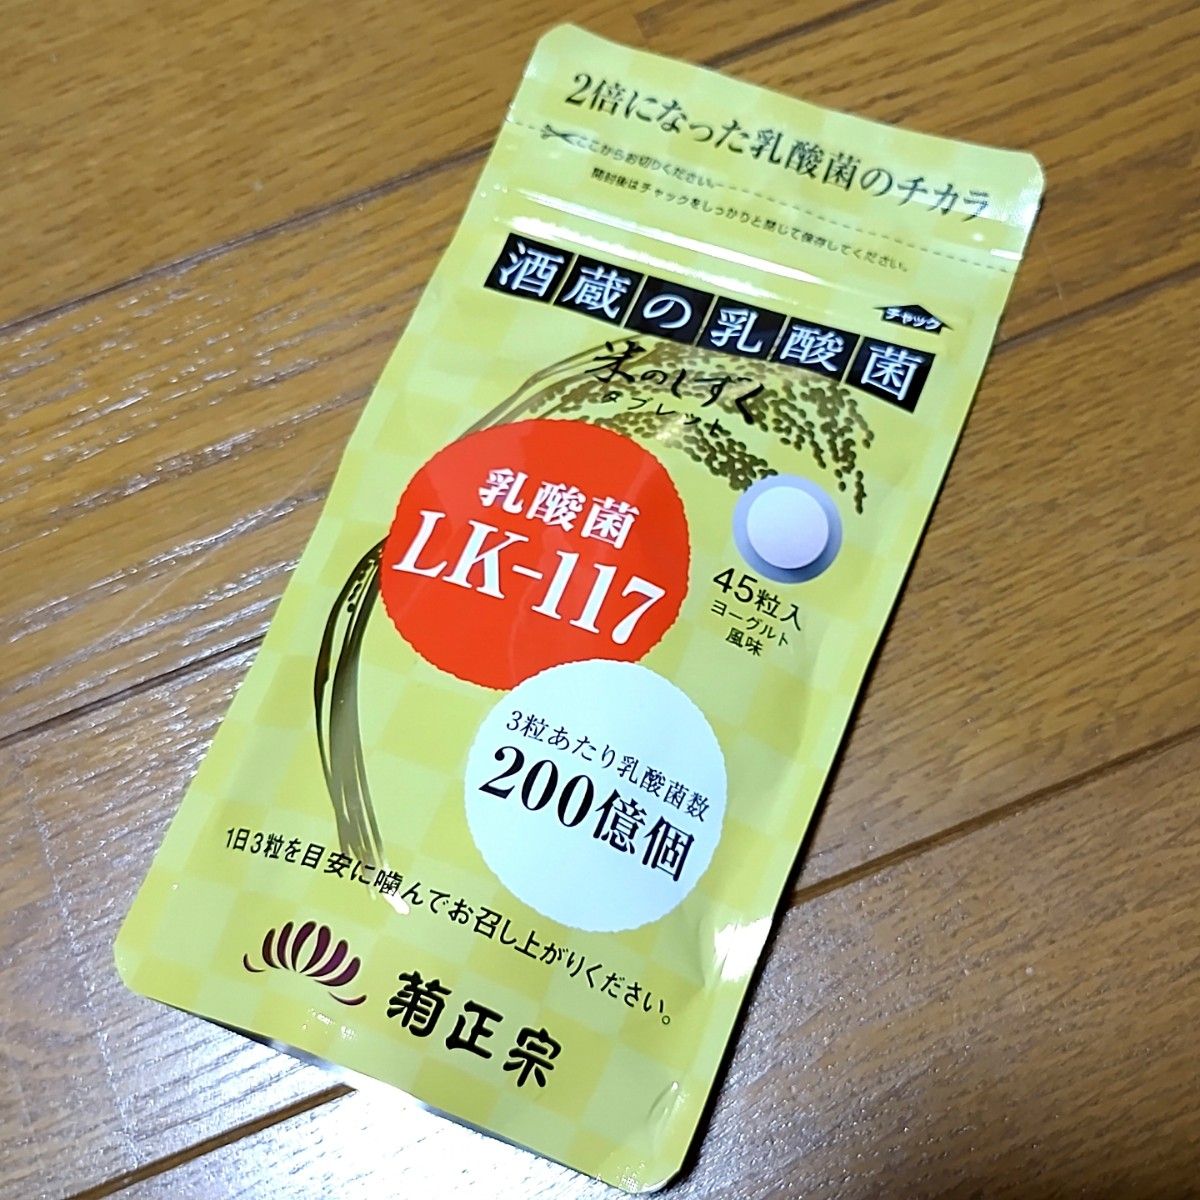 2倍になった乳酸菌のチカラ
ここからお切りください。
開封後はチャックをしっかりと閉じて保存してください。
チャック
酒蔵の乳酸菌
米のしずく
タブレット
乳酸菌
LK-117
45粒入
ヨーグルト
風味
3粒あたり乳酸菌数
200億個
1日3粒を目安に噛んでお召し上がりください。
菊正宗